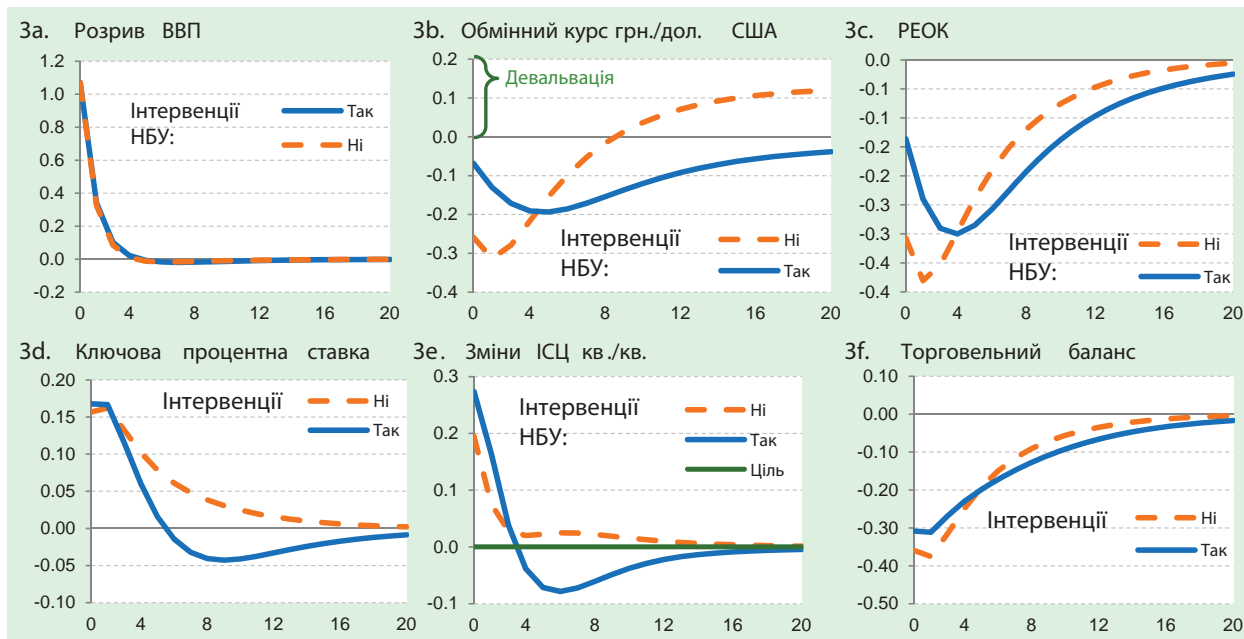 3a. Розрив ВВП
1.2
1.0
0.8
0.6
0.4
0.2
0.0
-0.2
0 4 8 12 16 20
Інтервенції
НБУ:
Так
Ні
3b. Обмінний курс грн./дол. США
0.2
0.1
0.0
-0.1
-0.2
-0.3
-0.4
0 4 8 12 16 20
Девальвація
Інтервенції
НБУ:
Ні
Так
3c. РЕОК
0.0
-0.1
-0.1
-0.2
-0.2
-0.3
-0.3
-0.4
-0.4
0 4 8 12 16 20
Інтервенції
НБУ:
Ні
Так
3d. Ключова процентна ставка
0.20
0.15
0.10
0.05
0.00
-0.05
-0.10
0 4 8 12 16 20
Інтервенції
Ні
Так
3e. Зміни ІСЦ кв./кв.
0.3
0.2
0.1
0.0
-0.1
0 4 8 12 16 20
Інтервенції
НБУ:
Ні
Так
Ціль
3f. Торговельний баланс
0.10
0.00
-0.10
-0.20
-0.30
-0.40
-0.50
0 4 8 12 16 20
Інтервенції
Ні
Так